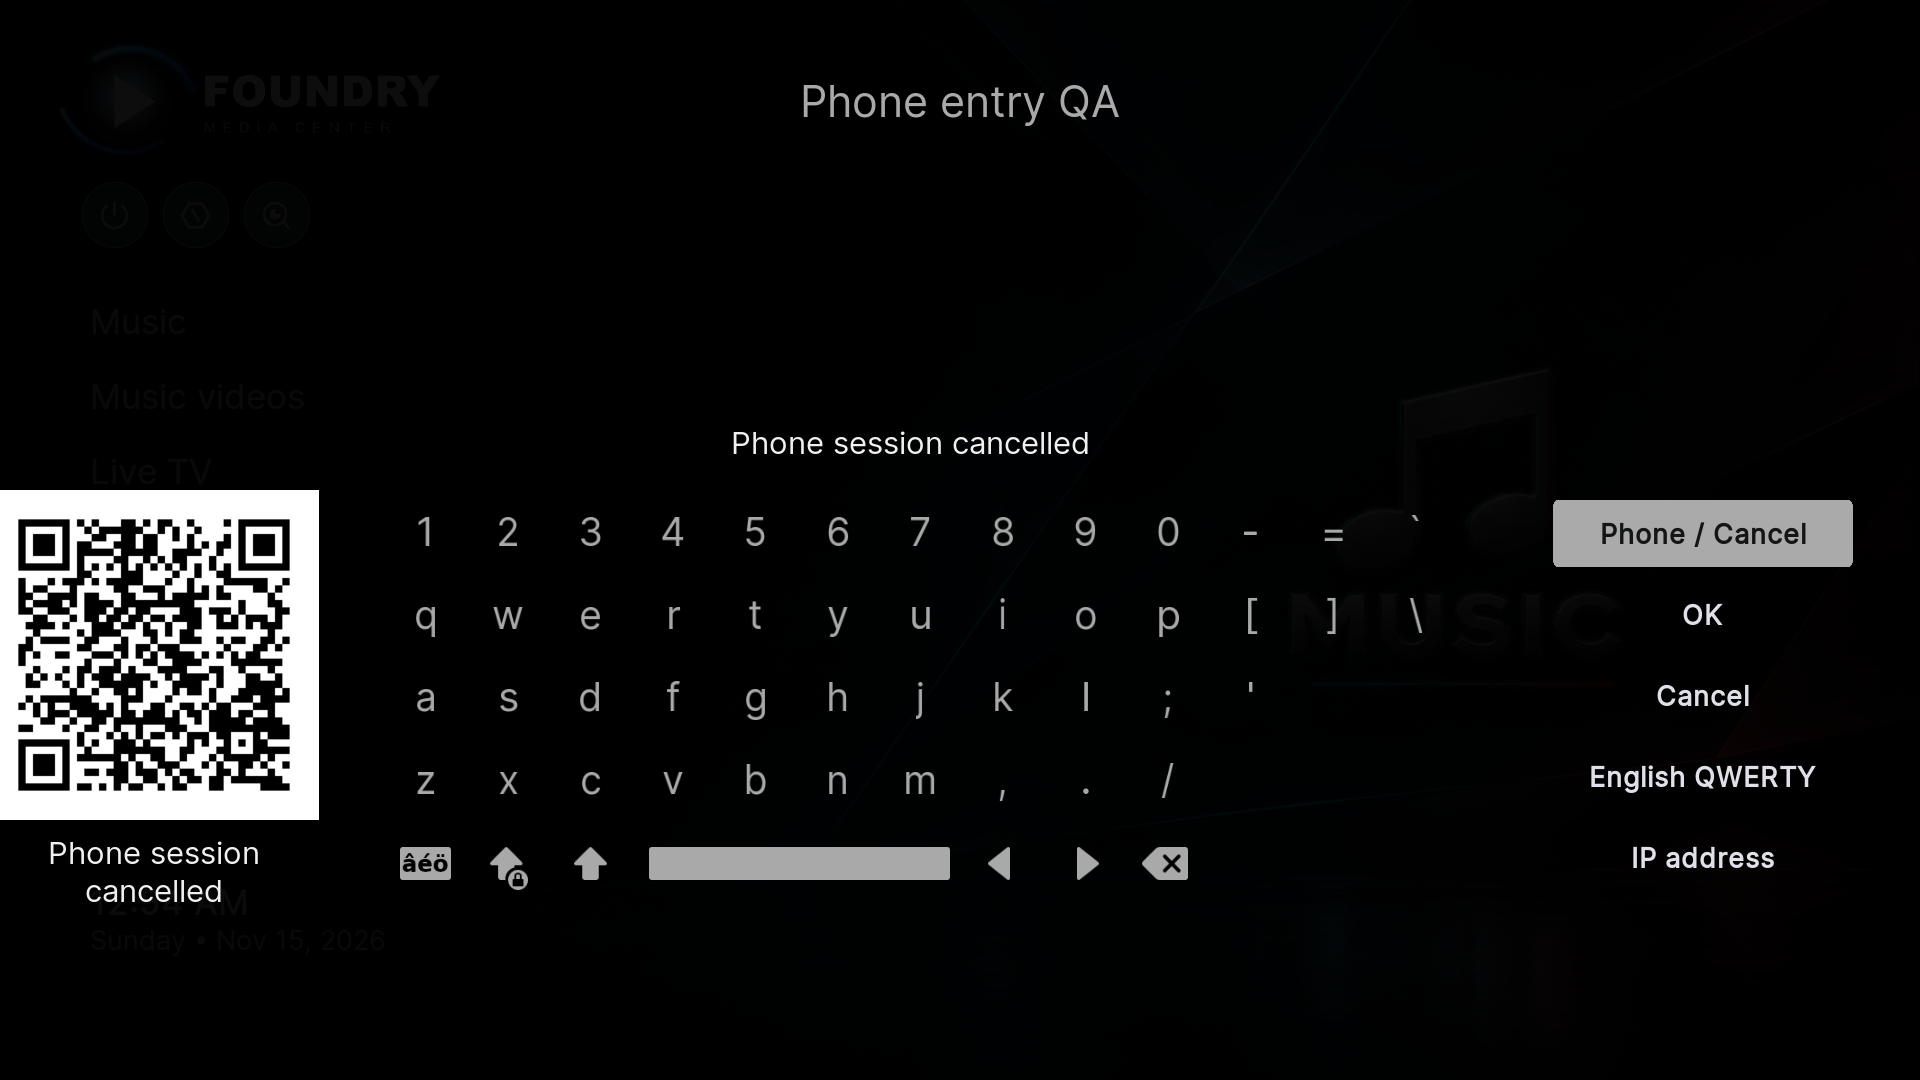 FOUNDRY
MEDIA CENTER
Phone entry QA
Music
Music videos
Live TV
Phone session cancelled
1 2 3 4 5 6 7 8 9 0 - = `
q w e r t y u i o p [ ] \
a s d f g h j k l ; '
z x c v b n m , . /
âéö
Phone / Cancel
OK
Cancel
English QWERTY
IP address
MUSIC
Phone session
cancelled
AM
Sunday • Nov 15, 2026